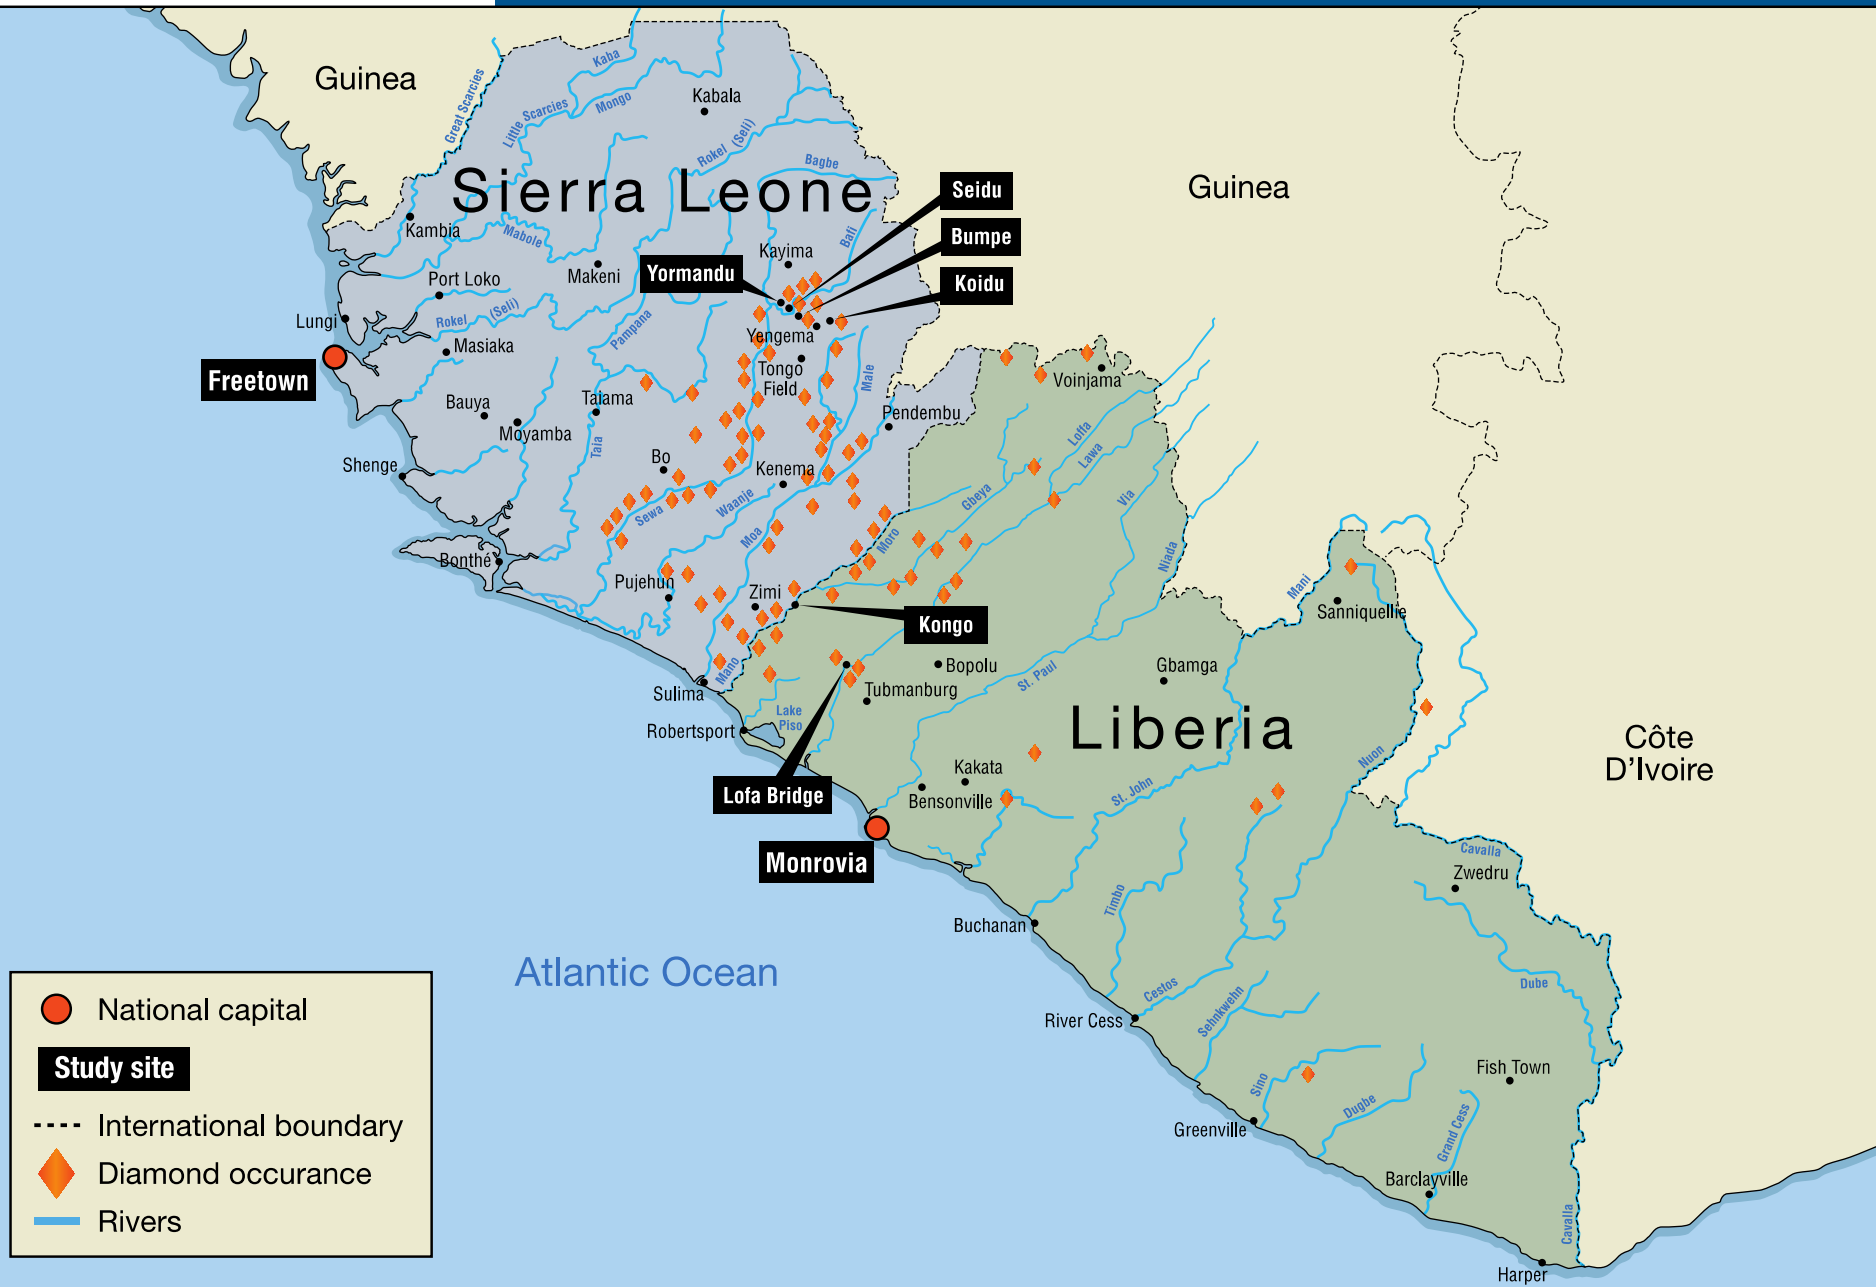 Guinea
Great Scarcies
Kaba
Little Scarcies
Mongo
Kabala
Rokel (Seli)
Bagbe
Sierra Leone
Seidu
Guinea
Kambia
Mabole
Bafi
Bumpe
Kayima
Makeni
Yormandu
Koidu
Port Loko
Rokel (Seli)
Lungi
Pampana
Yengema
Masiaka
Freetown
Tongo
Field
Male
Voinjama
Bauya
Taiama
Pendembu
Moyamba
Taia
Loffa
Lawa
Shenge
Bo
Kenema
Gbeya
Via
Sewa
Waanje
Moa
Moro
Niada
Bonthé
Pujehun
Zimi
Mani
Sanniquellie
Kongo
Mano
Bopolu
St. Paul
Gbamga
Sulima
Tubmanburg
Lake
Piso
Robertsport
Liberia
Nuon
Côte
D'Ivoire
Lofa Bridge
Kakata
Bensonville
St. John
Monrovia
Cavalla
Zwedru
Timbo
Buchanan
Atlantic Ocean
Dube
Cestos
Sehnkwehn
River Cess
Sino
Dugbe
Fish Town
Greenville
Grand Cess
Barclayville
Cavalla
Harper
National capital
Study site
International boundary
Diamond occurance
Rivers